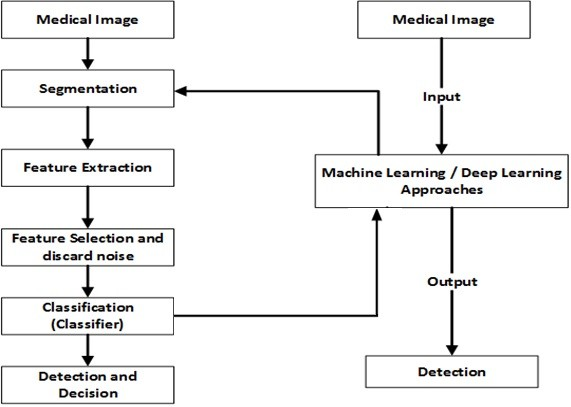 Medical Image
Segmentation
Feature Extraction
Feature Selection and
discard noise
Classification
(Classifier)
Detection and
Decision
Medical Image
Input
Machine Learning / Deep Learning
Approaches
Output
Detection